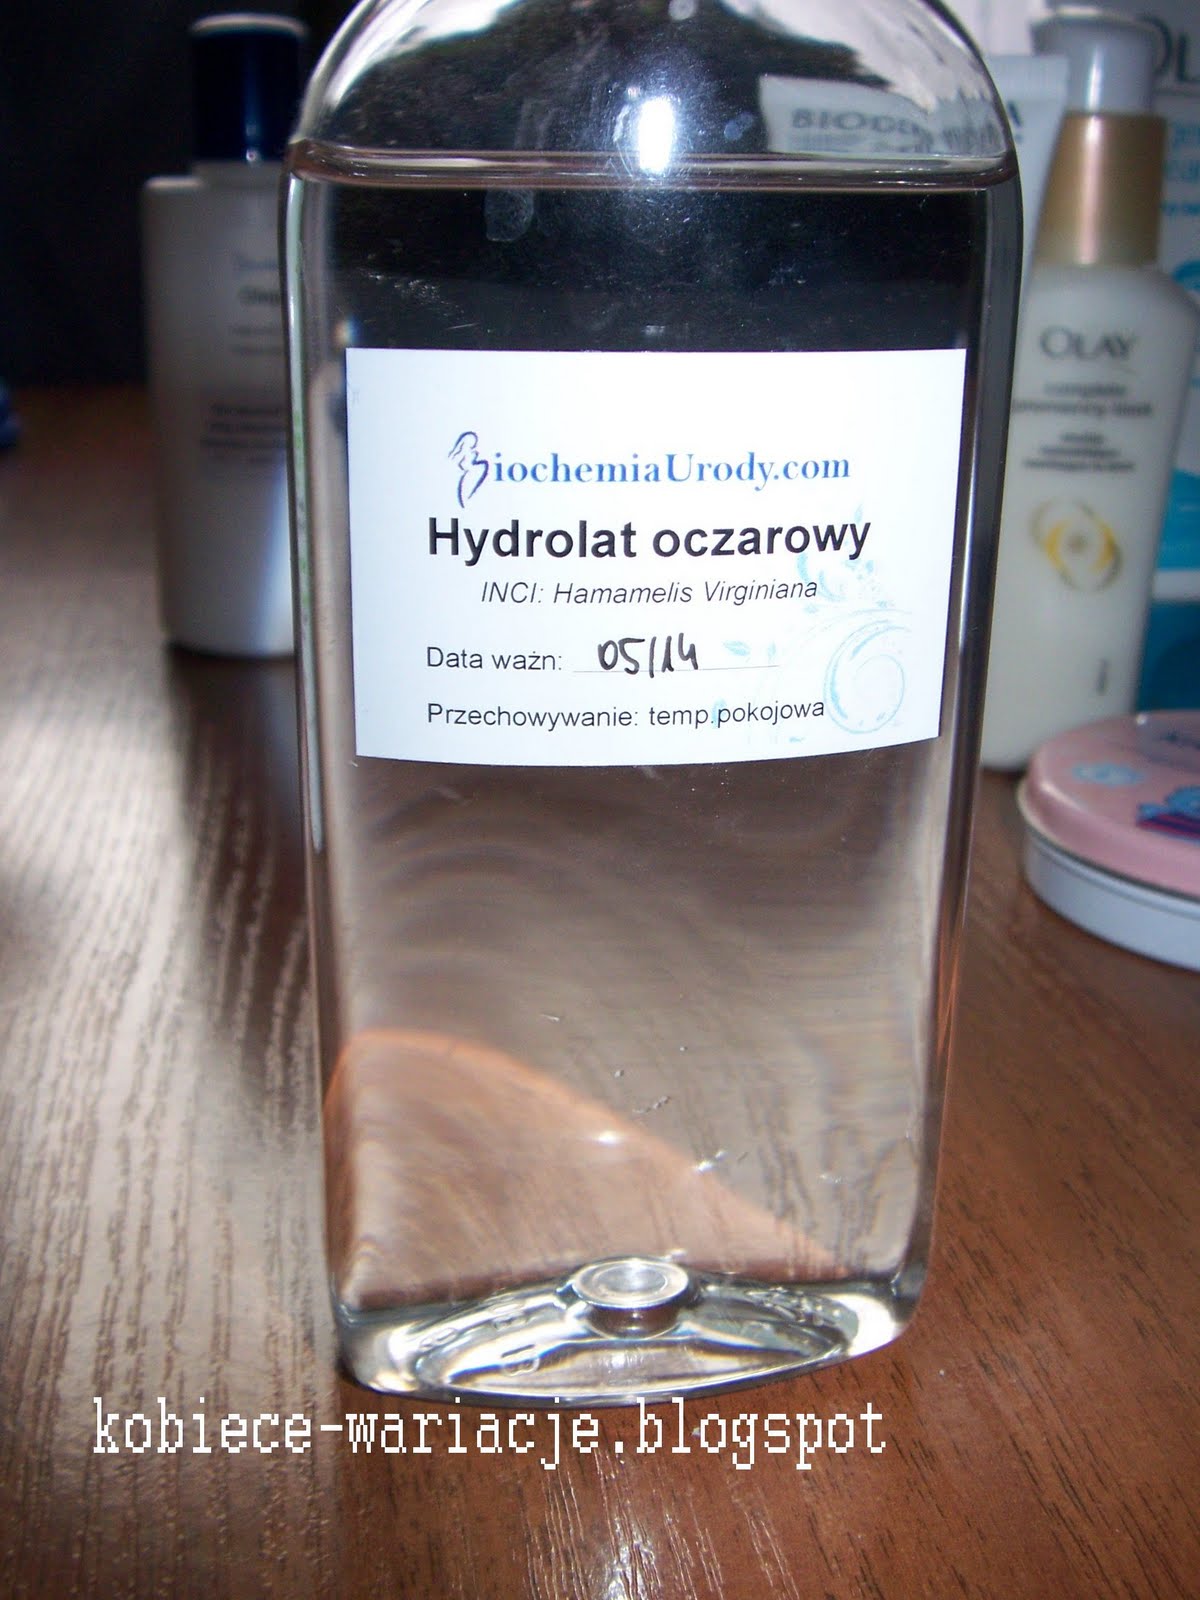 BiochemiaUrody.com
Hydrolat oczarowy
INCI: Hamamelis Virginiana
Data ważn: 05/14
Przechowywanie: temp.pokojowa
OLAY
kobiece-wariacje.blogspot